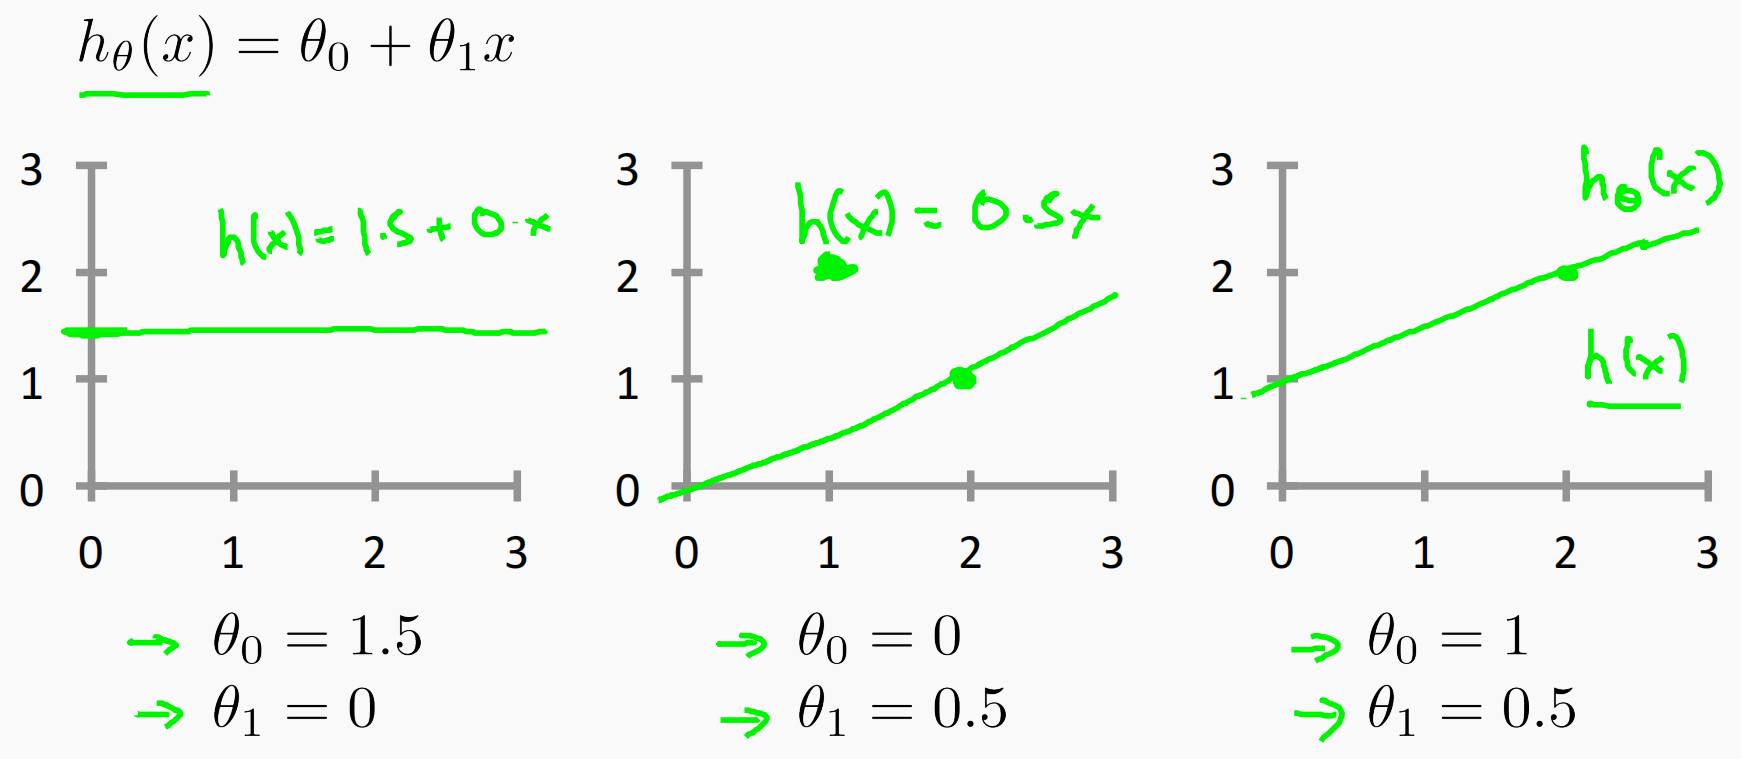 h_θ(x) = θ₀ + θ₁x
3 3 3
h(x) = 1.5 + 0·x h(x) = 0.5x h_θ(x)
2 2 2
h(x)
1 1 1
0 0 0
0 1 2 3 0 1 2 3 0 1 2 3
→ θ₀ = 1.5 → θ₀ = 0 → θ₀ = 1
→ θ₁ = 0 → θ₁ = 0.5 → θ₁ = 0.5